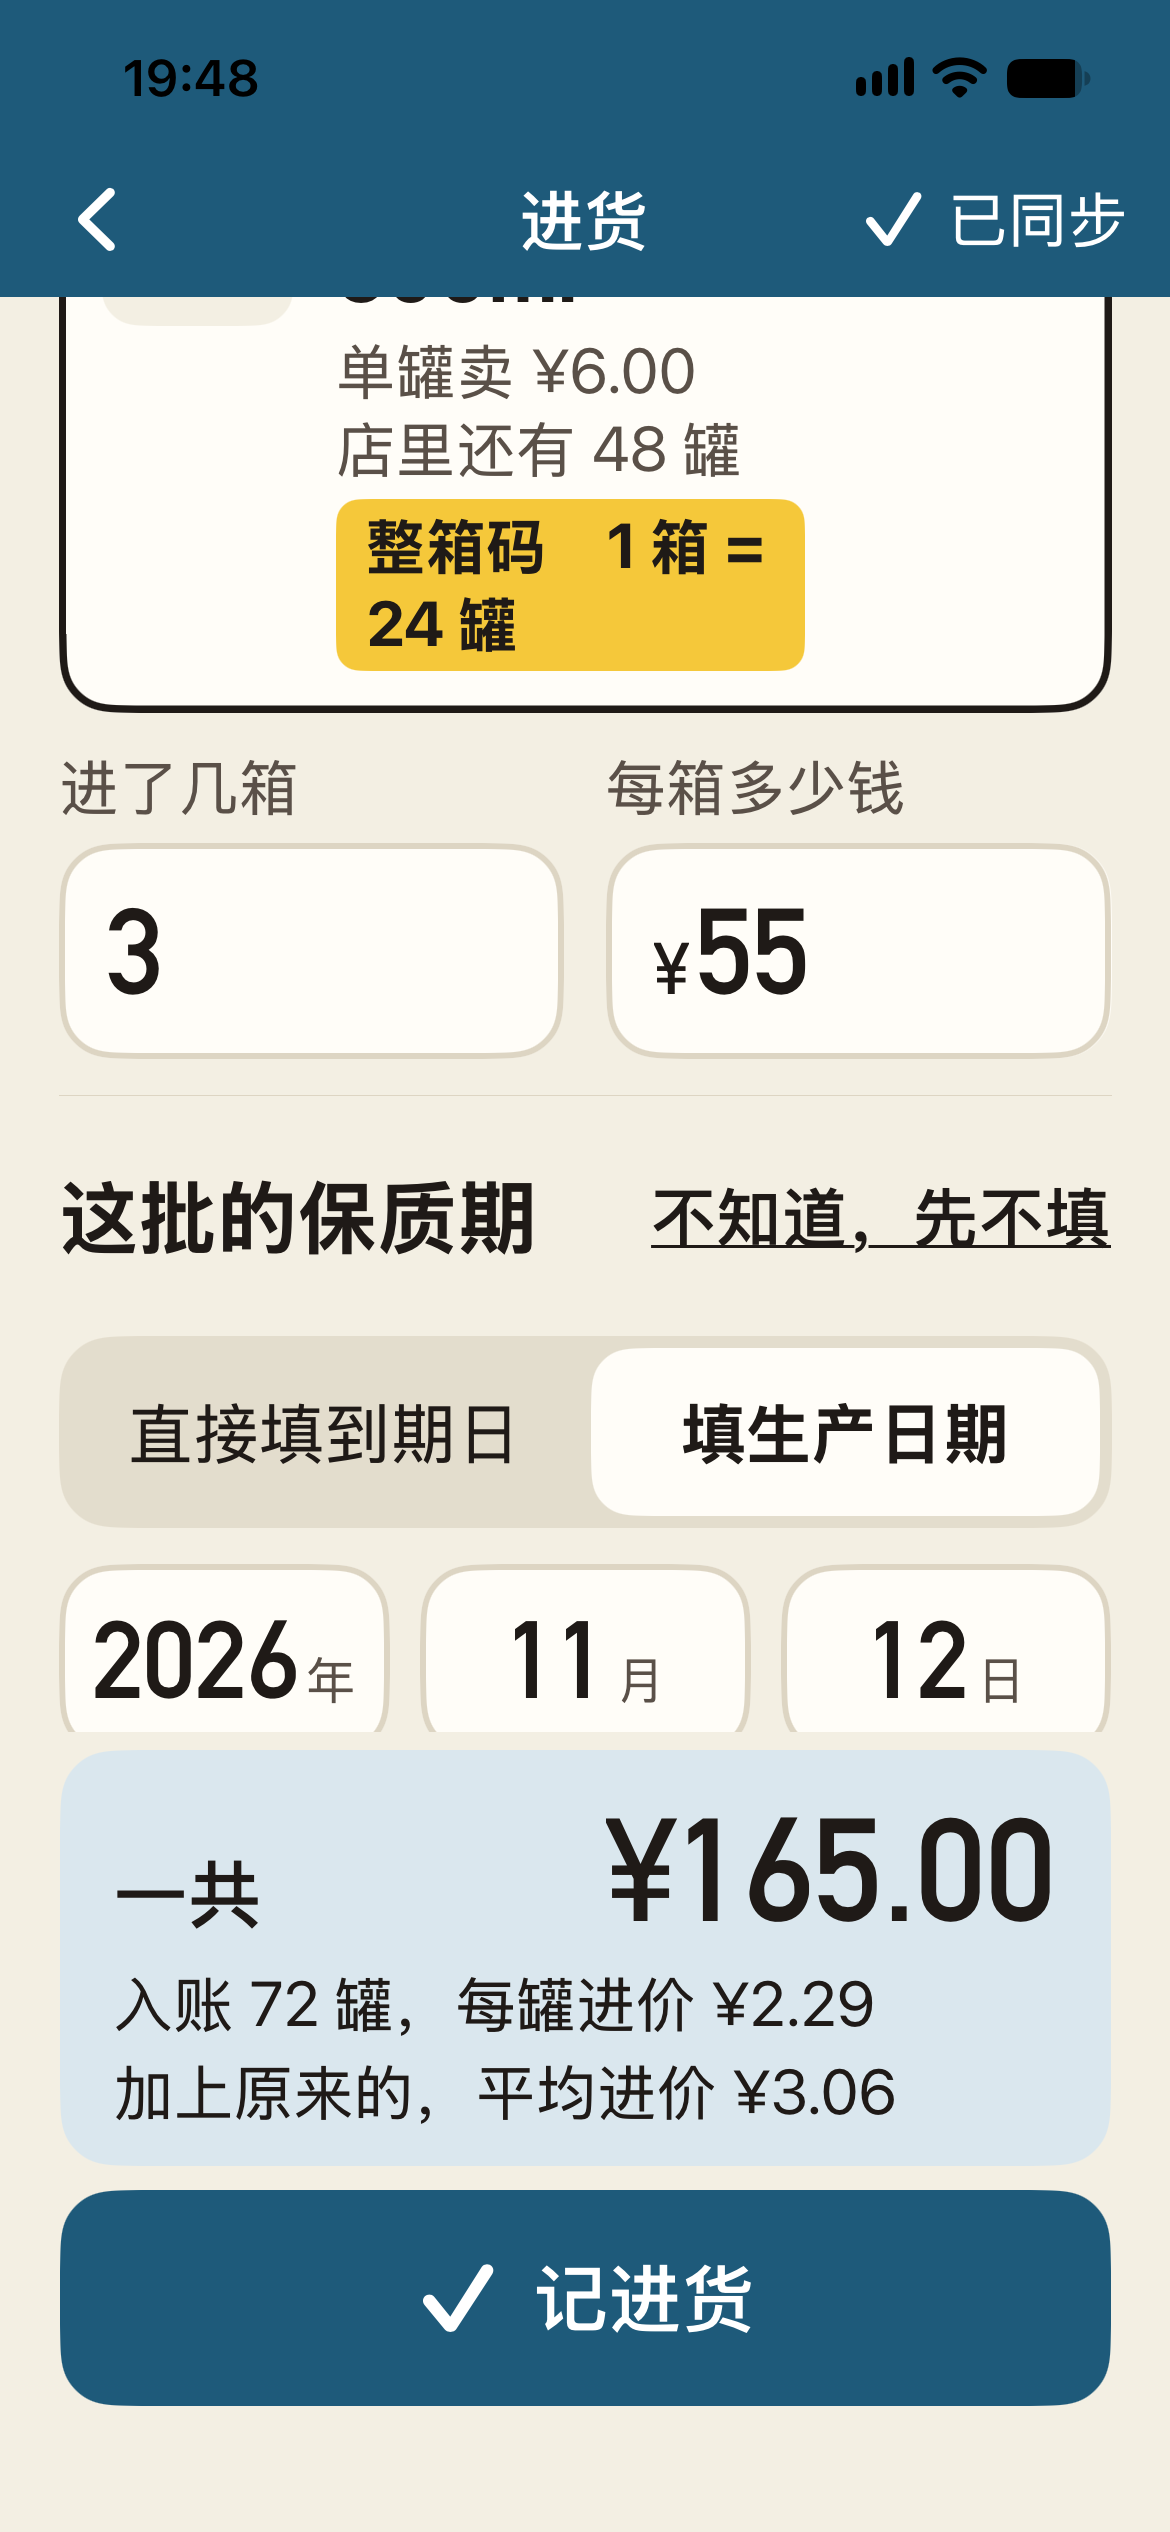 19:48
进货
已同步
单罐卖 ¥6.00
店里还有 48 罐
整箱码 1 箱 =
24 罐
进了几箱
每箱多少钱
3
¥55
这批的保质期
不知道，先不填
直接填到期日
填生产日期
2026年
11月
12日
一共
¥165.00
入账 72 罐，每罐进价 ¥2.29
加上原来的，平均进价 ¥3.06
记进货